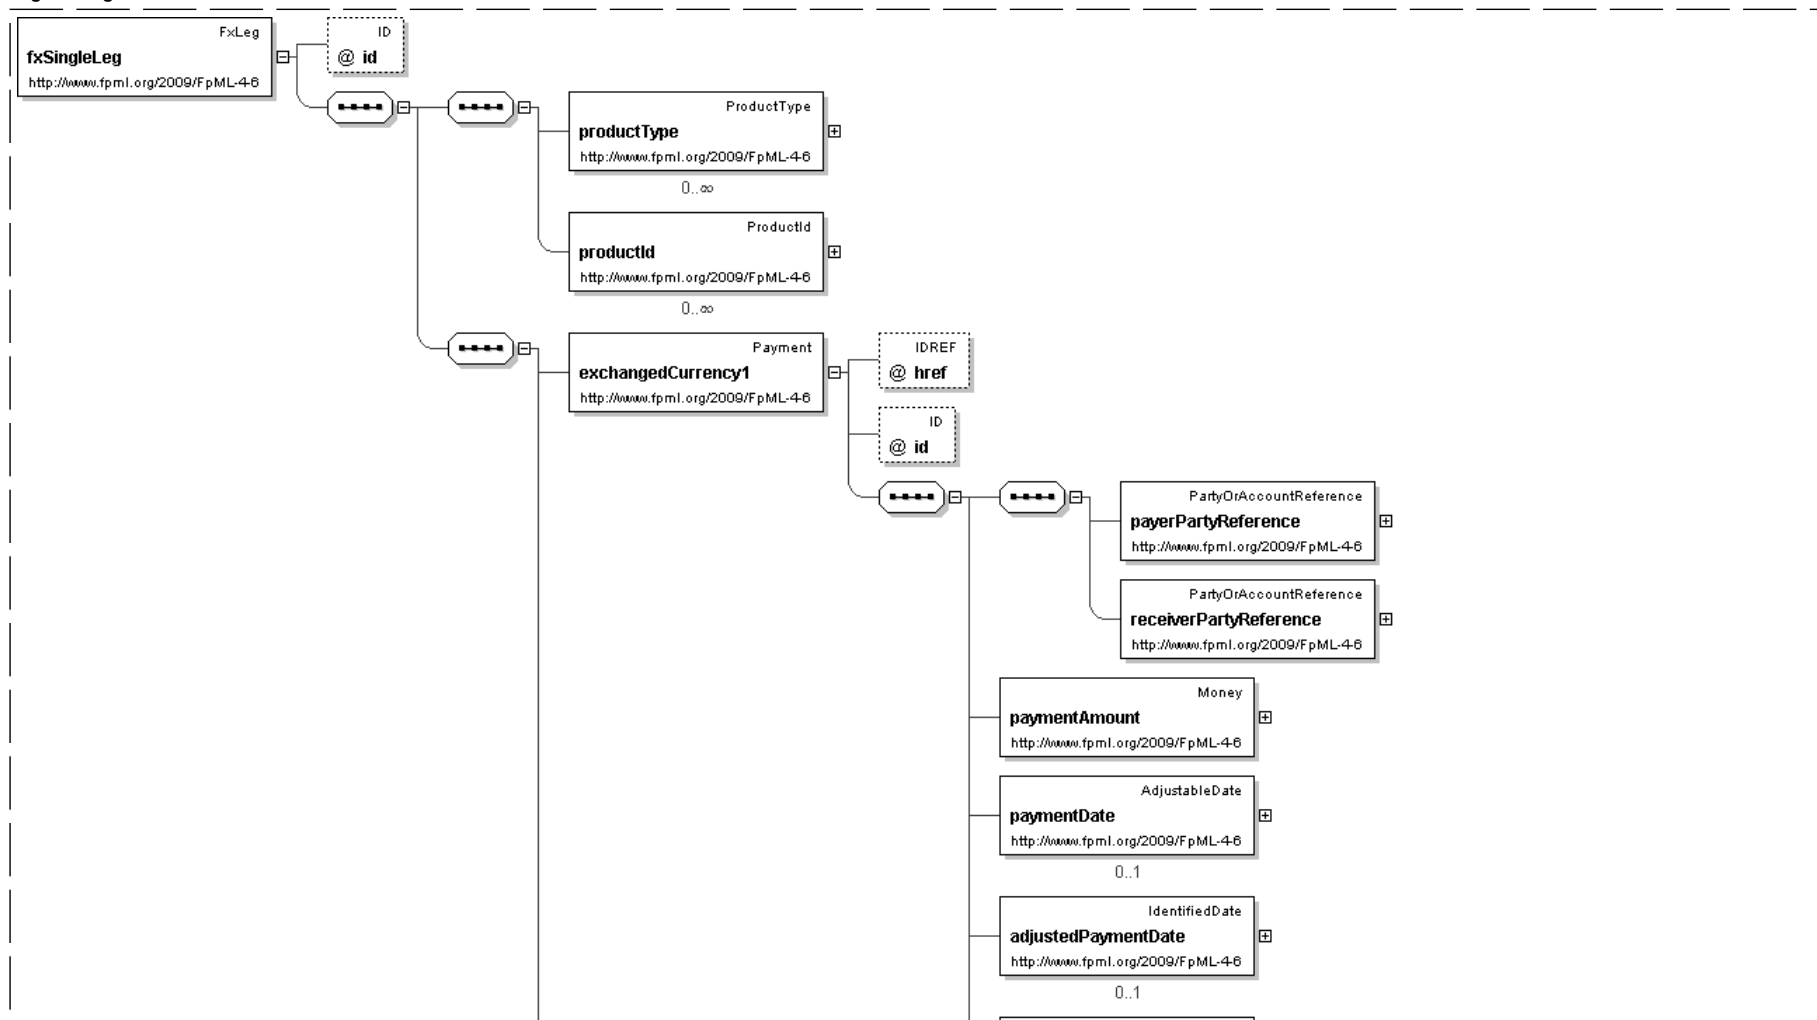 FxLeg
fxSingleLeg
http://www.fpml.org/2009/FpML-4-6
ID
@ id
ProductType
productType
http://www.fpml.org/2009/FpML-4-6
0..∞
ProductId
productId
http://www.fpml.org/2009/FpML-4-6
0..∞
Payment
exchangedCurrency1
http://www.fpml.org/2009/FpML-4-6
IDREF
@ href
ID
@ id
PartyOrAccountReference
payerPartyReference
http://www.fpml.org/2009/FpML-4-6
PartyOrAccountReference
receiverPartyReference
http://www.fpml.org/2009/FpML-4-6
Money
paymentAmount
http://www.fpml.org/2009/FpML-4-6
AdjustableDate
paymentDate
http://www.fpml.org/2009/FpML-4-6
0..1
IdentifiedDate
adjustedPaymentDate
http://www.fpml.org/2009/FpML-4-6
0..1